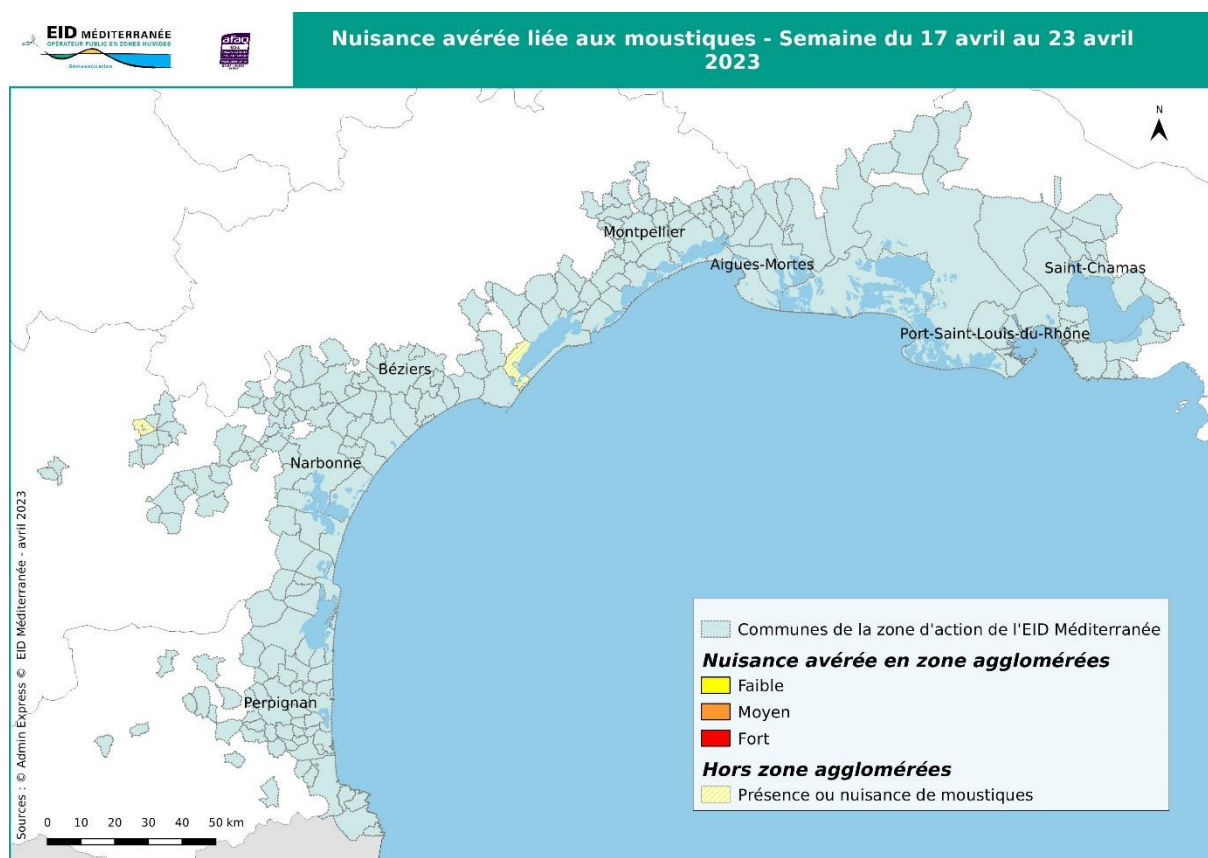 EID MÉDITERRANÉE
OPÉRATEUR PUBLIC EN ZONES HUMIDES
Démoustication
afaq
Nuisance avérée liée aux moustiques - Semaine du 17 avril au 23 avril
2023
N
Montpellier
Aigues-Mortes
Saint-Chamas
Port-Saint-Louis-du-Rhône
Béziers
Narbonne
Perpignan
Communes de la zone d'action de l'EID Méditerranée
Nuisance avérée en zone agglomérées
Faible
Moyen
Fort
Hors zone agglomérées
Présence ou nuisance de moustiques
0 10 20 30 40 50 km
Sources : © Admin Express © EID Méditerranée - avril 2023